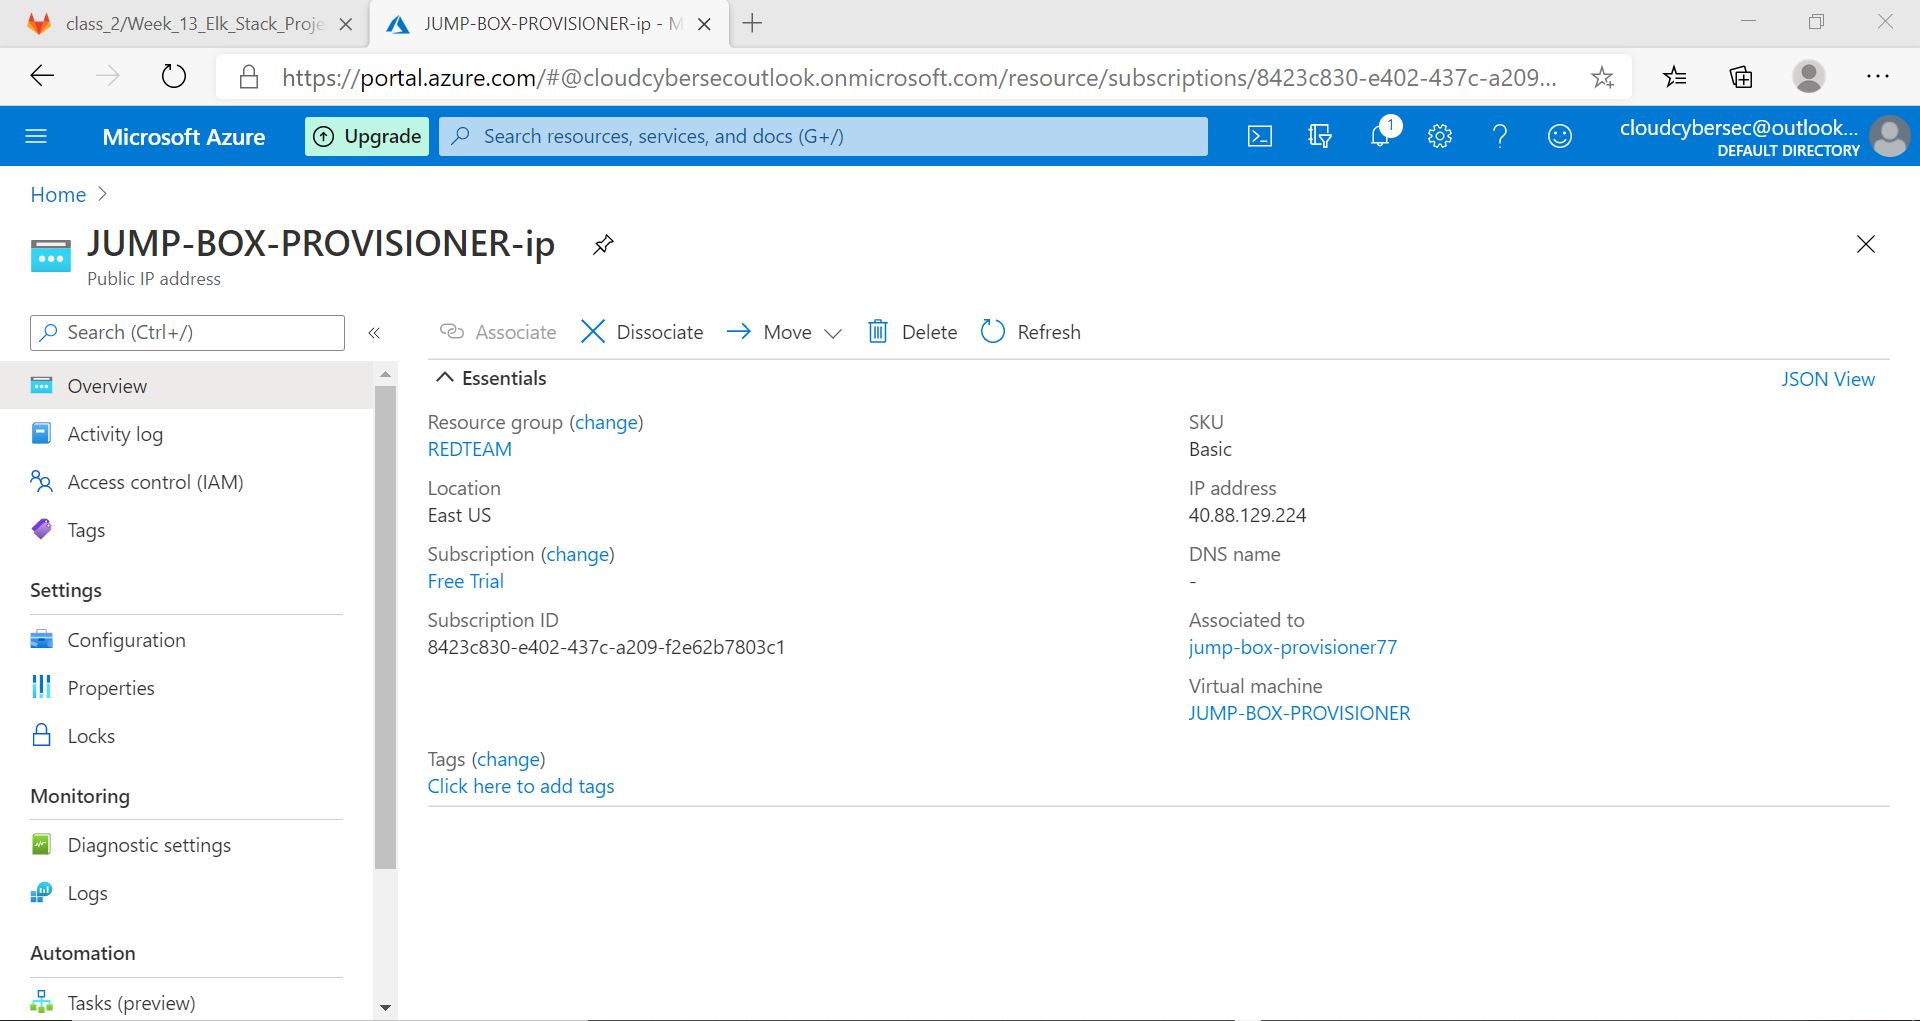 class_2/Week_13_Elk_Stack_Proje
JUMP-BOX-PROVISIONER-ip - M
https://portal.azure.com/#@cloudcybersecoutlook.onmicrosoft.com/resource/subscriptions/8423c830-e402-437c-a209...
Microsoft Azure
Upgrade
Search resources, services, and docs (G+/)
1
cloudcybersec@outlook...
DEFAULT DIRECTORY
Home
JUMP-BOX-PROVISIONER-ip
Public IP address
Search (Ctrl+/)
«
Associate
Dissociate
Move
Delete
Refresh
Overview
Activity log
Access control (IAM)
Tags
Settings
Configuration
Properties
Locks
Monitoring
Diagnostic settings
Logs
Automation
Tasks (preview)
Essentials
JSON View
Resource group (change)
REDTEAM
Location
East US
Subscription (change)
Free Trial
Subscription ID
8423c830-e402-437c-a209-f2e62b7803c1
SKU
Basic
IP address
40.88.129.224
DNS name
-
Associated to
jump-box-provisioner77
Virtual machine
JUMP-BOX-PROVISIONER
Tags (change)
Click here to add tags